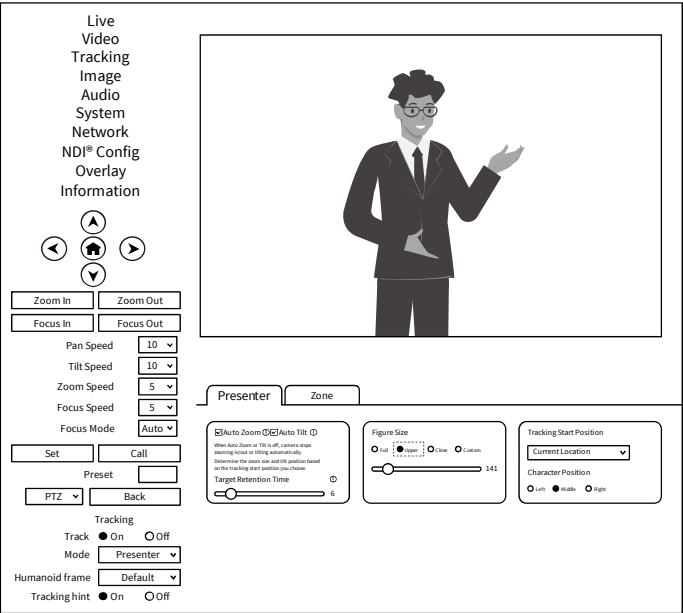 Live
Video
Tracking
Image
Audio
System
Network
NDI® Config
Overlay
Information
Zoom In Zoom Out
Focus In Focus Out
Pan Speed 10
Tilt Speed 10
Zoom Speed 5
Focus Speed 5
Focus Mode Auto
Set Call
Preset
PTZ Back
Tracking
Track On Off
Mode Presenter
Humanoid frame Default
Tracking hint On Off
Presenter Zone
Auto Zoom Auto Tilt
When Auto Zoom or Tilt is off, camera stops
zooming in/out or tilting automatically.
Determine the zoom size and tilt position based
on the tracking start position you choose.
Target Retention Time
6
Figure Size
Full Upper Close Custom
141
Tracking Start Position
Current Location
Character Position
Left Middle Right